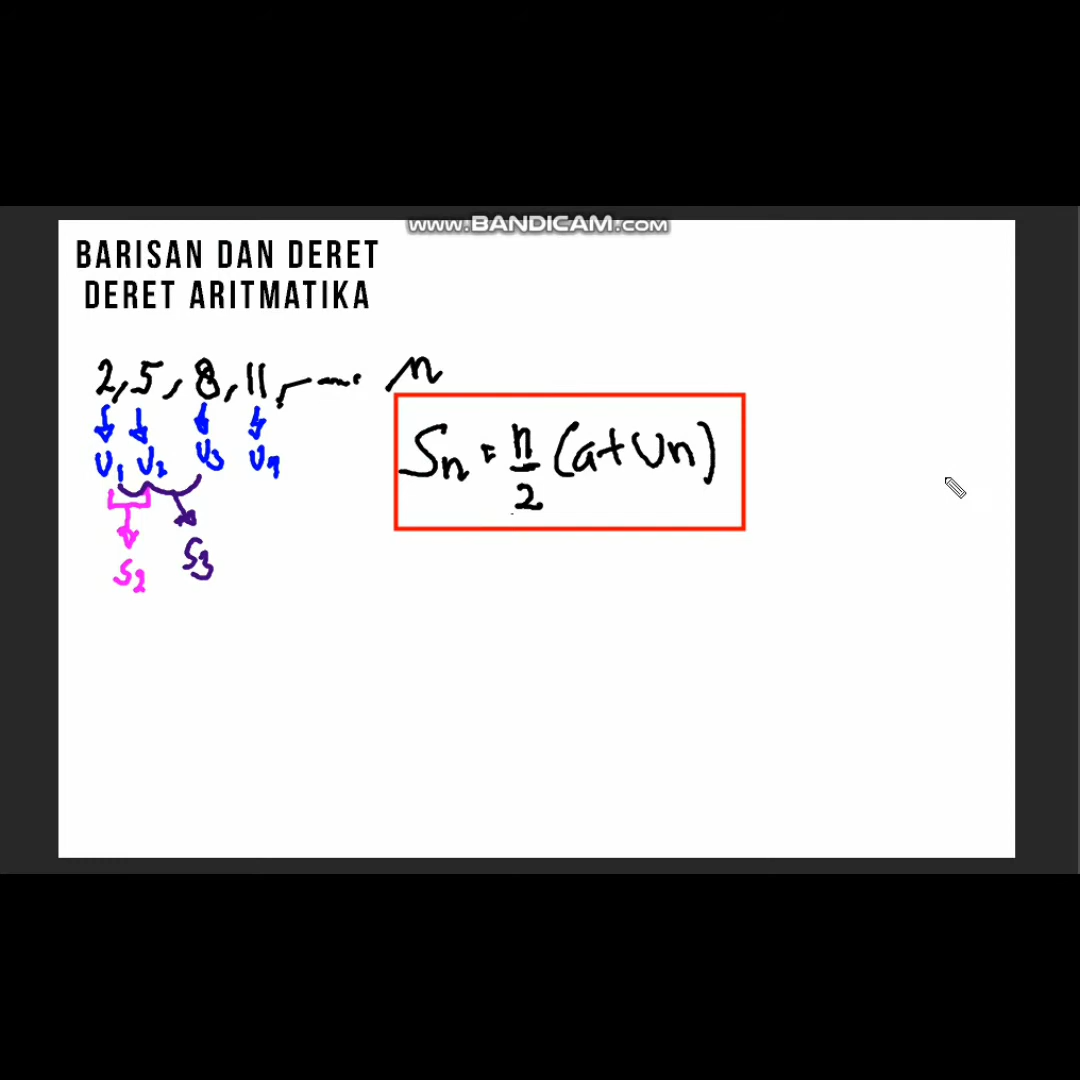 www.BANDICAM.com
BARISAN DAN DERET
DERET ARITMATIKA
2, 5, 8, 11, ---- n
U1 U2 U3 U4
Sn = n/2 (a+Un)
S2 S3